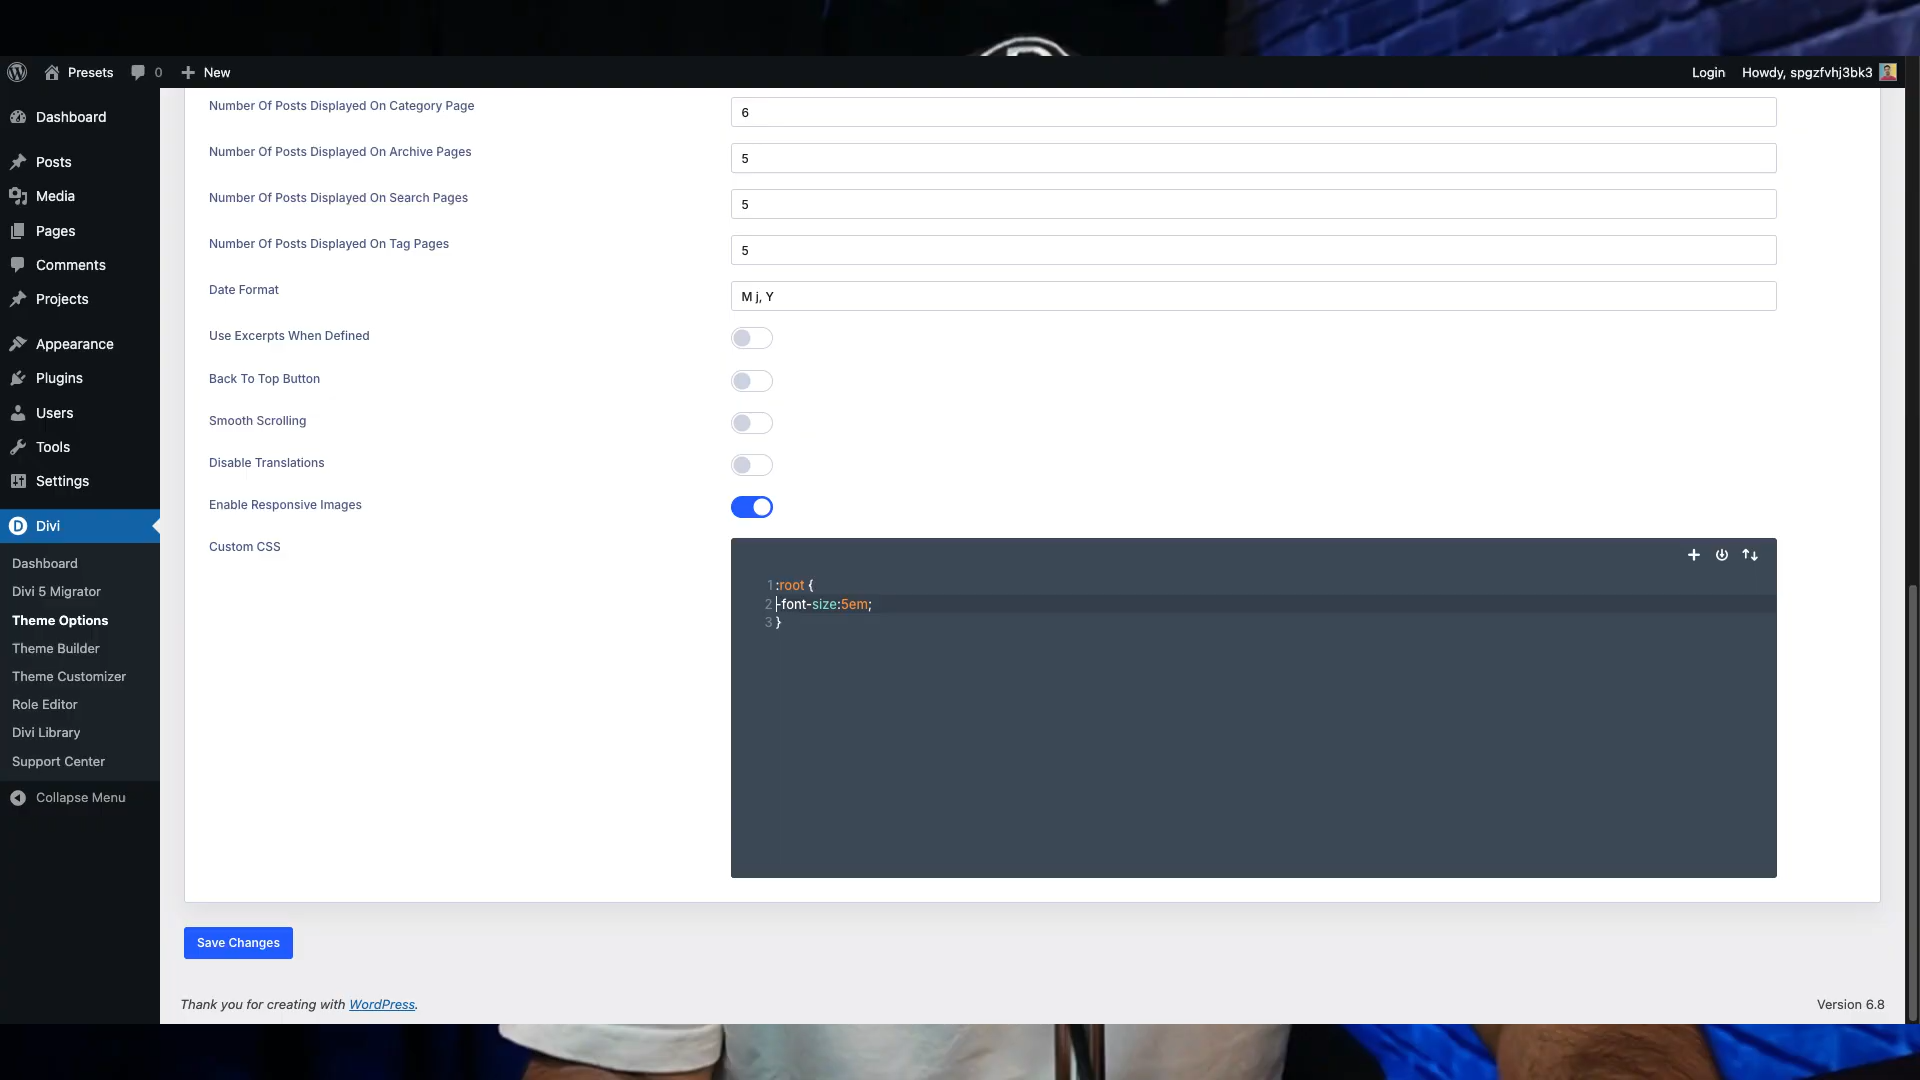 Presets
0
New
Login
Howdy, spgzfvhj3bk3
Dashboard
Posts
Media
Pages
Comments
Projects
Appearance
Plugins
Users
Tools
Settings
Divi
Dashboard
Divi 5 Migrator
Theme Options
Theme Builder
Theme Customizer
Role Editor
Divi Library
Support Center
Collapse Menu
Number Of Posts Displayed On Category Page
6
Number Of Posts Displayed On Archive Pages
5
Number Of Posts Displayed On Search Pages
5
Number Of Posts Displayed On Tag Pages
5
Date Format
M j, Y
Use Excerpts When Defined
Back To Top Button
Smooth Scrolling
Disable Translations
Enable Responsive Images
Custom CSS
1 :root {
2 -font-size:5em;
3 }
Save Changes
Thank you for creating with WordPress.
Version 6.8